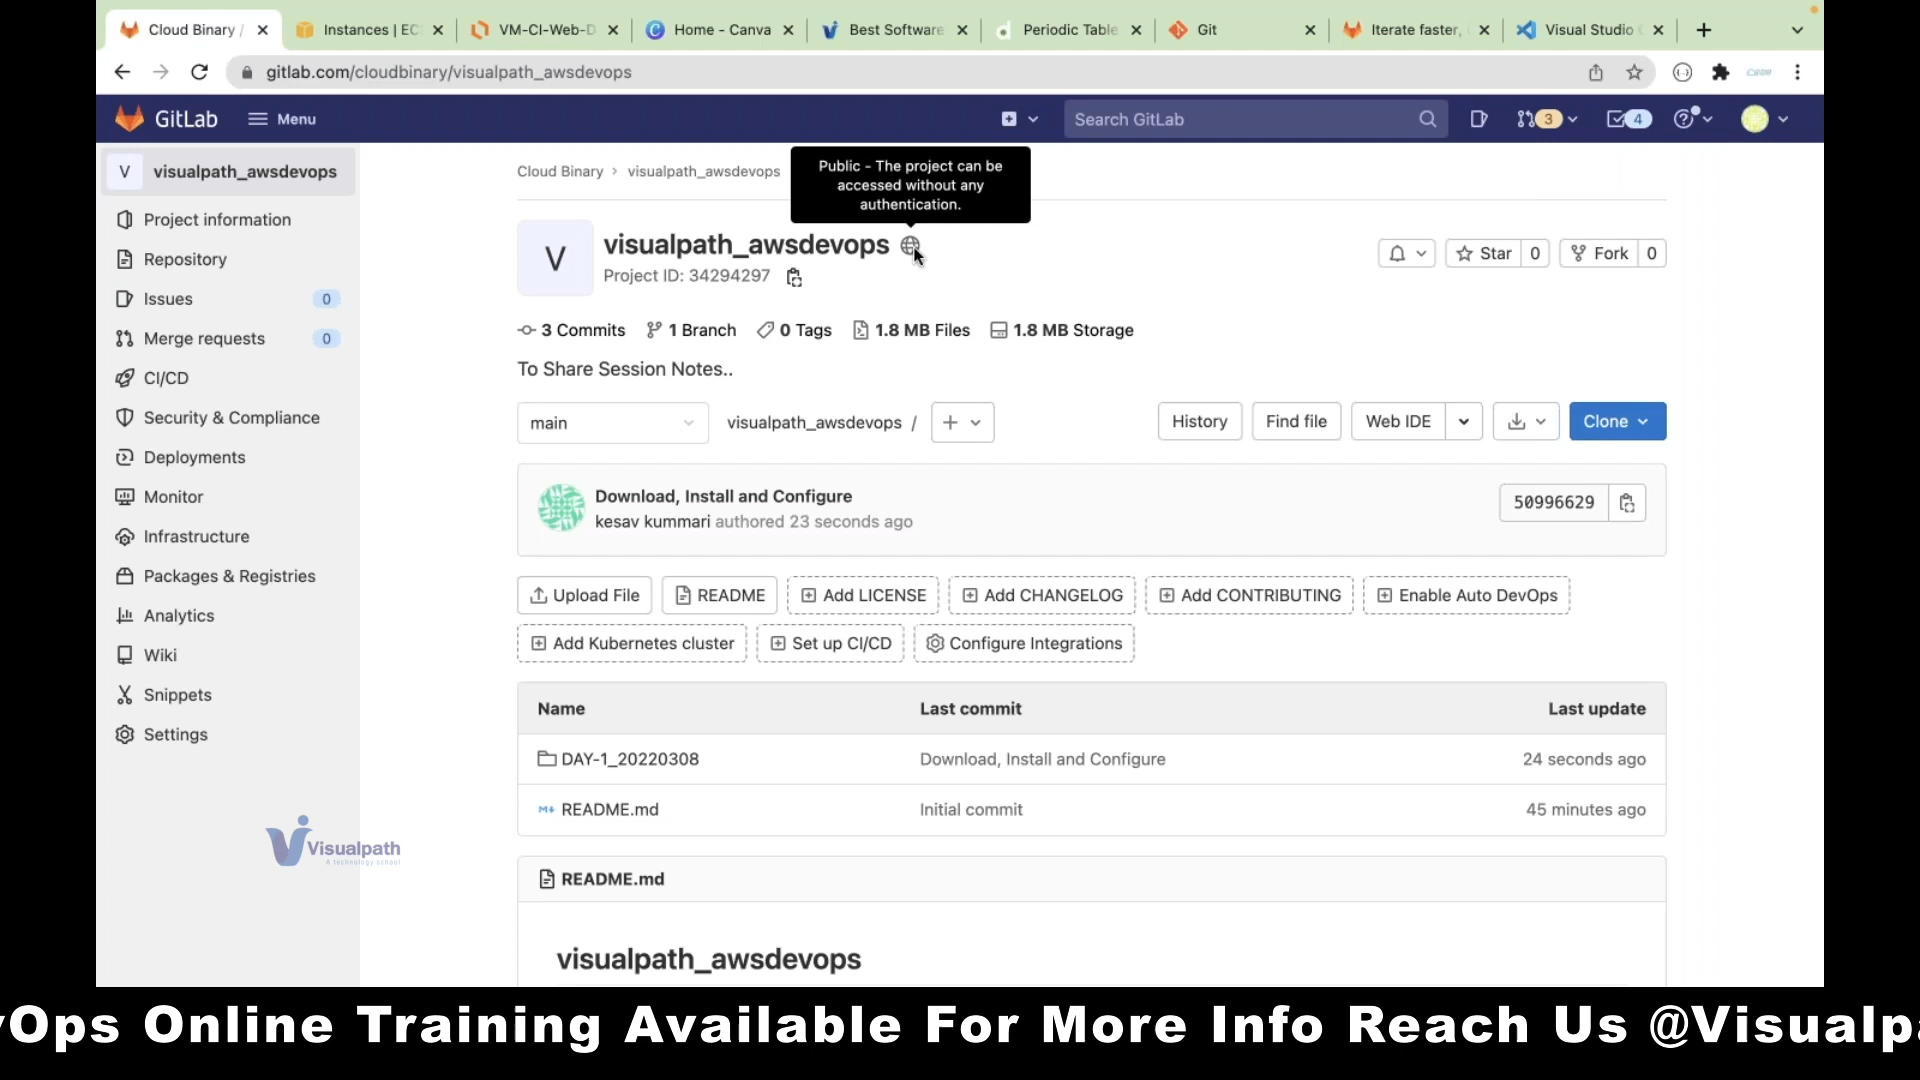 Cloud Binary /
Instances | EC
VM-CI-Web-D
Home - Canva
Best Software
Periodic Table
Git
Iterate faster,
Visual Studio
gitlab.com/cloudbinary/visualpath_awsdevops
GitLab
Menu
Search GitLab
3
4
V
visualpath_awsdevops
Project information
Repository
Issues
0
Merge requests
0
CI/CD
Security & Compliance
Deployments
Monitor
Infrastructure
Packages & Registries
Analytics
Wiki
Snippets
Settings
Cloud Binary > visualpath_awsdevops
Public - The project can be
accessed without any
authentication.
V
visualpath_awsdevops
Project ID: 34294297
Star
0
Fork
0
3 Commits
1 Branch
0 Tags
1.8 MB Files
1.8 MB Storage
To Share Session Notes..
main
visualpath_awsdevops /
History
Find file
Web IDE
Clone
Download, Install and Configure
kesav kummari authored 23 seconds ago
50996629
Upload File
README
Add LICENSE
Add CHANGELOG
Add CONTRIBUTING
Enable Auto DevOps
Add Kubernetes cluster
Set up CI/CD
Configure Integrations
Name
Last commit
Last update
DAY-1_20220308
Download, Install and Configure
24 seconds ago
README.md
Initial commit
45 minutes ago
README.md
visualpath_awsdevops
Visualpath
A technology school
vOps Online Training Available For More Info Reach Us @Visualpa